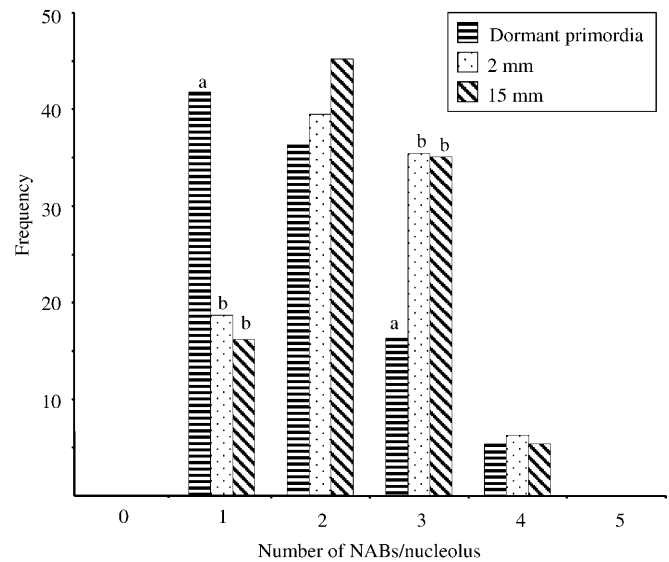 50
40
30
20
10
Frequency
Dormant primordia
2 mm
15 mm
a
b
b
a
b
b
0 1 2 3 4 5
Number of NABs/nucleolus